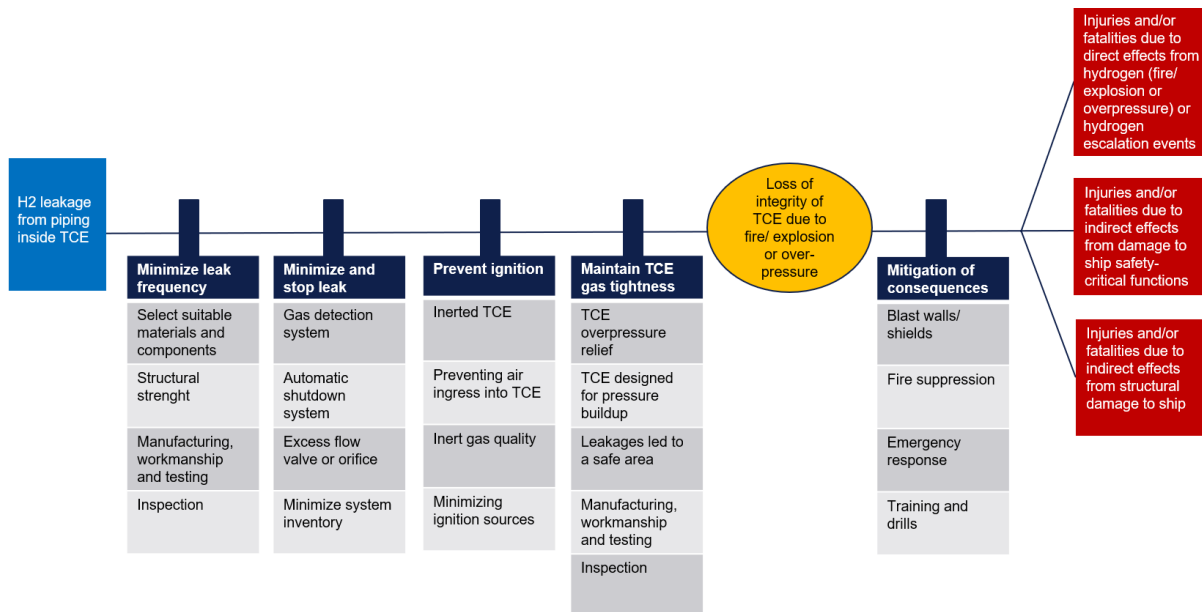 H2 leakage
from piping
inside TCE
Minimize leak
frequency
Select suitable
materials and
components
Structural
strenght
Manufacturing,
workmanship
and testing
Inspection
Minimize and
stop leak
Gas detection
system
Automatic
shutdown
system
Excess flow
valve or orifice
Minimize system
inventory
Prevent ignition
Inerted TCE
Preventing air
ingress into TCE
Inert gas quality
Minimizing
ignition sources
Maintain TCE
gas tightness
TCE
overpressure
relief
TCE designed
for pressure
buildup
Leakages led to
a safe area
Manufacturing,
workmanship
and testing
Inspection
Loss of
integrity of
TCE due to
fire/ explosion
or over-
pressure
Mitigation of
consequences
Blast walls/
shields
Fire suppression
Emergency
response
Training and
drills
Injuries and/or
fatalities due to
direct effects from
hydrogen (fire/
explosion or
overpressure) or
hydrogen
escalation events
Injuries and/or
fatalities due to
indirect effects
from damage to
ship safety-
critical functions
Injuries and/or
fatalities due to
indirect effects
from structural
damage to ship